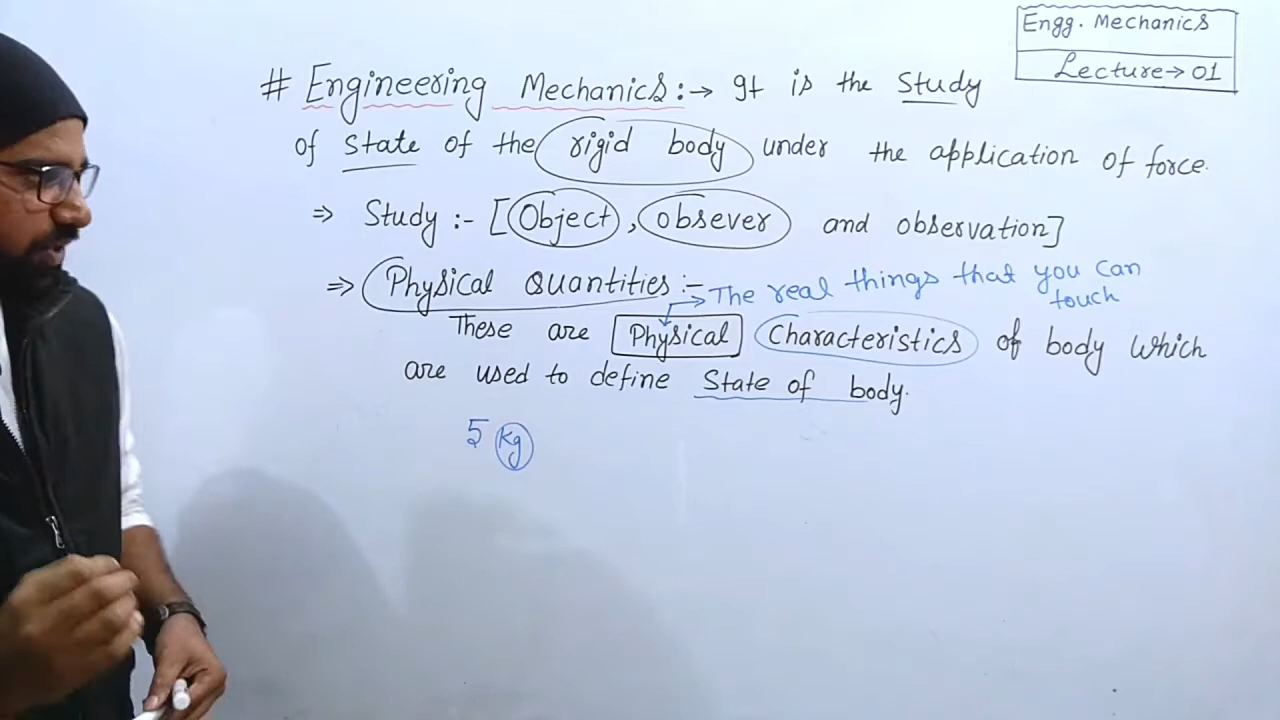 Engg. Mechanics
Lecture → 01
# Engineering Mechanics :→ It is the Study
of State of the rigid body under the application of force.
⇒ Study :- [Object, obsever and observation]
⇒ Physical Quantities :-
→ The real things that you can
touch
These are Physical Characteristics of body which
are used to define State of body.
5 kg